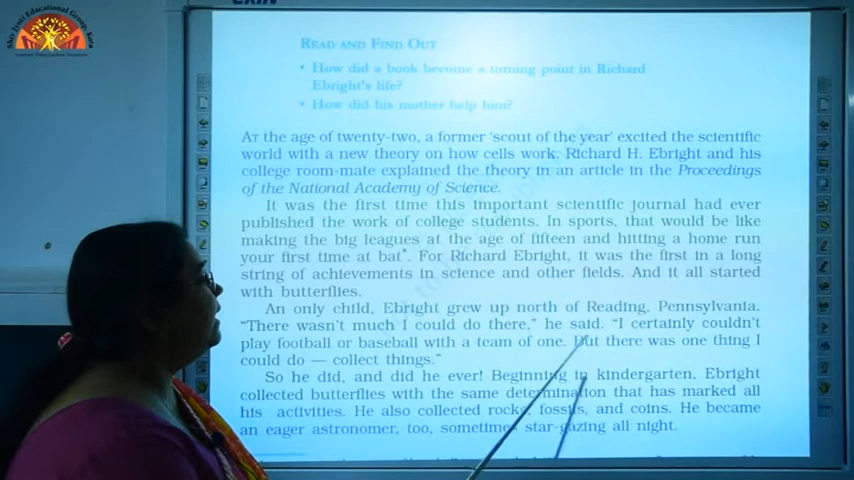 Shiv Jyoti Educational Group, Kota
READ AND FIND OUT
• How did a book become a turning point in Richard
Ebright's life?
• How did his mother help him?
AT the age of twenty-two, a former 'scout of the year' excited the scientific
world with a new theory on how cells work. Richard H. Ebright and his
college room-mate explained the theory in an article in the Proceedings
of the National Academy of Science.
It was the first time this important scientific journal had ever
published the work of college students. In sports, that would be like
making the big leagues at the age of fifteen and hitting a home run
your first time at bat*. For Richard Ebright, it was the first in a long
string of achievements in science and other fields. And it all started
with butterflies.
An only child, Ebright grew up north of Reading, Pennsylvania.
"There wasn't much I could do there," he said. "I certainly couldn't
play football or baseball with a team of one. But there was one thing I
could do — collect things."
So he did, and did he ever! Beginning in kindergarten, Ebright
collected butterflies with the same determination that has marked all
his activities. He also collected rocks, fossils, and coins. He became
an eager astronomer, too, sometimes star-gazing all night.